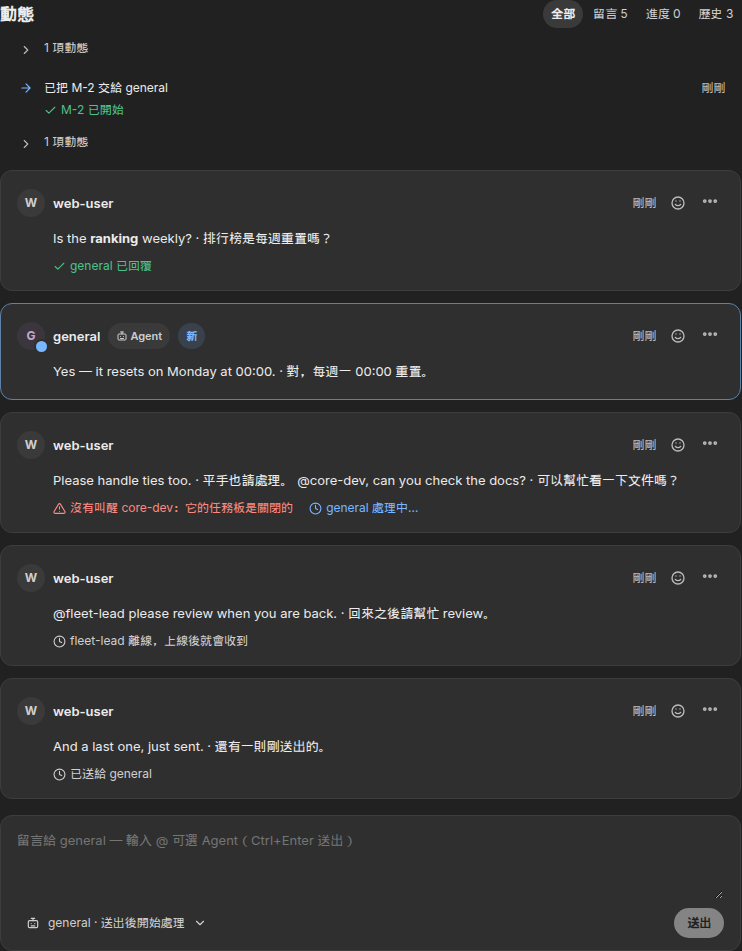 動態
全部 留言 5 進度 0 歷史 3
1 項動態
已把 M-2 交給 general 剛剛
M-2 已開始
1 項動態
W web-user 剛剛
Is the ranking weekly? · 排行榜是每週重置嗎？
general 已回覆
G general Agent 新 剛剛
Yes — it resets on Monday at 00:00. · 對，每週一 00:00 重置。
W web-user 剛剛
Please handle ties too. · 平手也請處理。 @core-dev, can you check the docs? · 可以幫忙看一下文件嗎？
沒有叫醒 core-dev：它的任務板是關閉的 general 處理中…
W web-user 剛剛
@fleet-lead please review when you are back. · 回來之後請幫忙 review。
fleet-lead 離線，上線後就會收到
W web-user 剛剛
And a last one, just sent. · 還有一則剛送出的。
已送給 general
留言給 general — 輸入 @ 可選 Agent（Ctrl+Enter 送出）
general · 送出後開始處理 送出